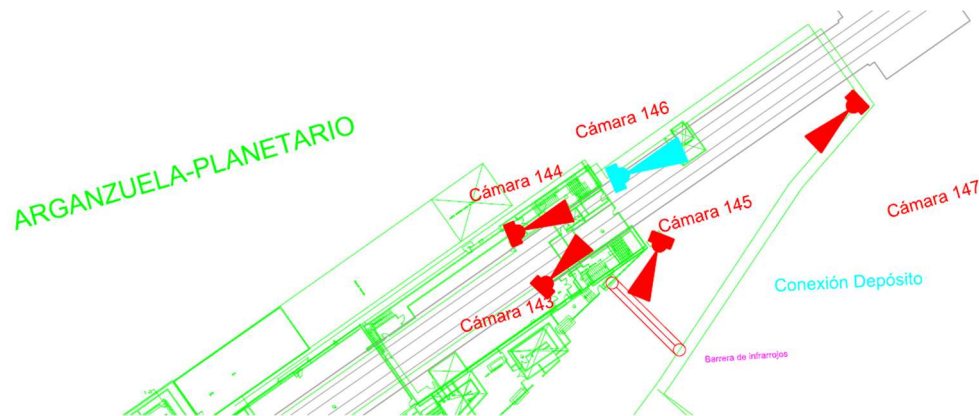 Cámara 146
ARGANZUELA-PLANETARIO
Cámara 144
Cámara 147
Cámara 145
Conexión Depósito
Cámara 143
Barrera de infrarrojos